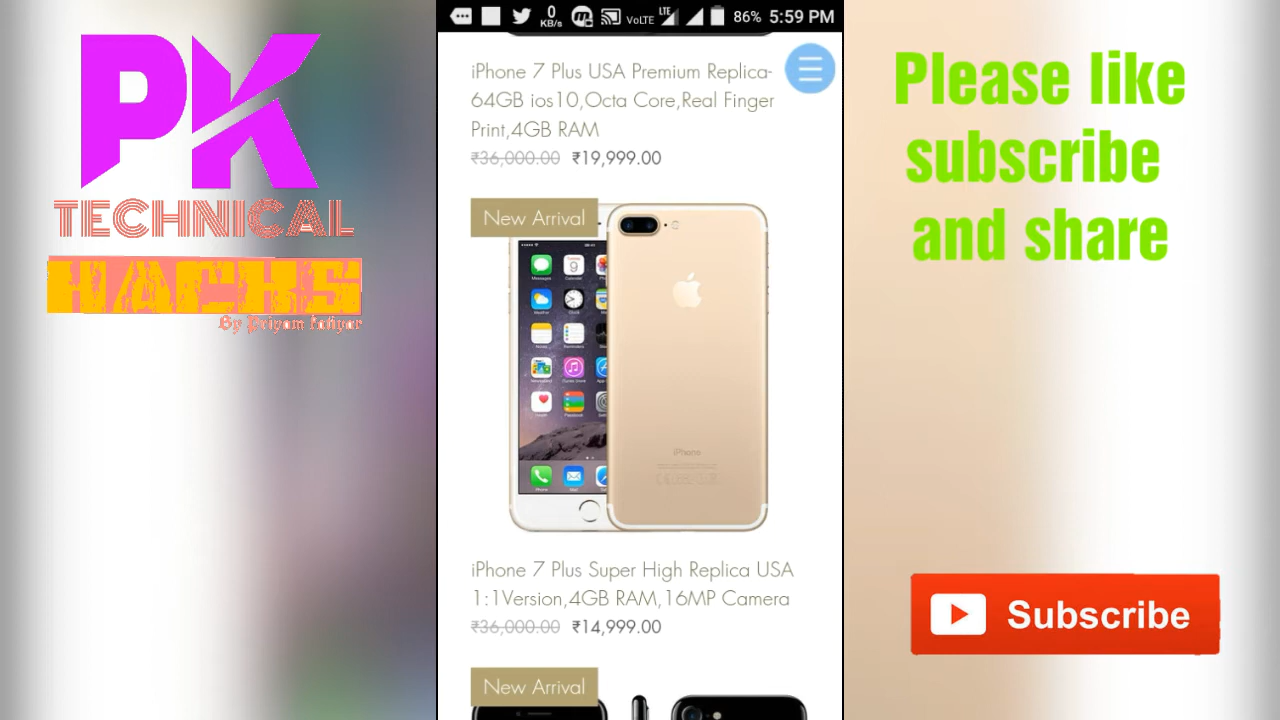 PK
TECHNICAL
HACKS
Please like
subscribe
and share
Subscribe
0
KB/s
VoLTE
LTE
86%
5:59 PM
iPhone 7 Plus USA Premium Replica-
64GB ios10,Octa Core,Real Finger
Print,4GB RAM
₹36,000.00 ₹19,999.00
New Arrival
iPhone
iPhone 7 Plus Super High Replica USA
1:1Version,4GB RAM,16MP Camera
₹36,000.00 ₹14,999.00
New Arrival